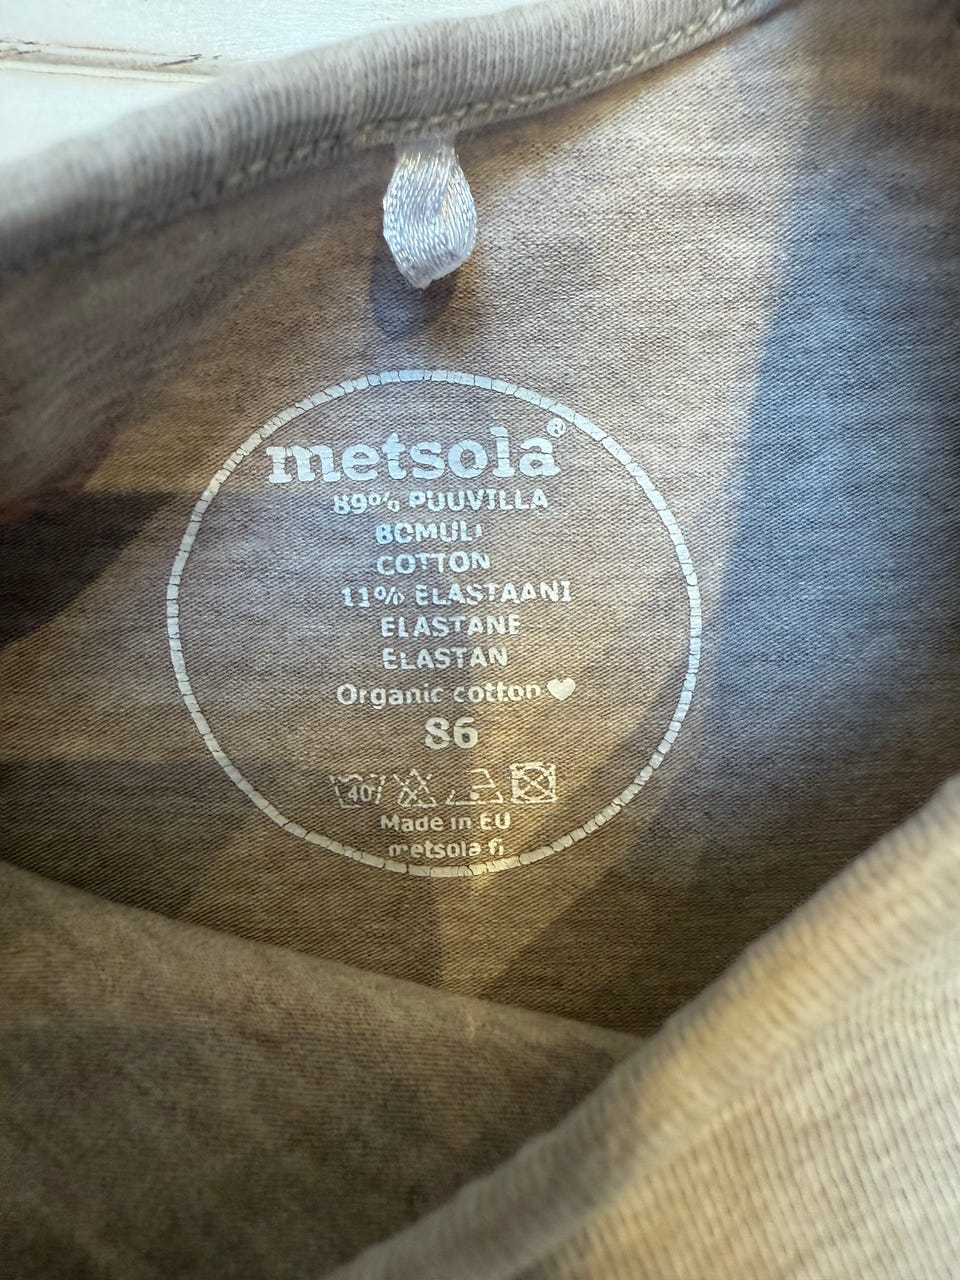 metsola®
89% PUUVILLA
BOMULL
COTTON
11% ELASTAANI
ELASTANE
ELASTAN
Organic cotton ♥
86
40
Made in EU
metsola.fi